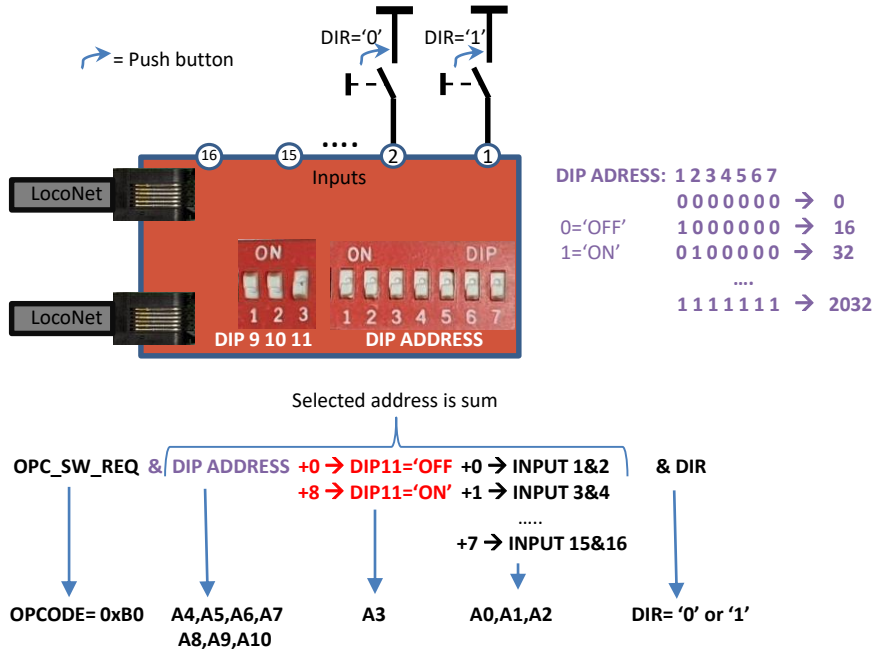 DIR=‘0’ DIR=‘1’
= Push button
16 15 .... 2 1
Inputs
LocoNet
LocoNet
ON
1 2 3
DIP 9 10 11
ON DIP
1 2 3 4 5 6 7
DIP ADDRESS
DIP ADRESS: 1 2 3 4 5 6 7
0 0 0 0 0 0 0 → 0
0=‘OFF’ 1 0 0 0 0 0 0 → 16
1=‘ON’ 0 1 0 0 0 0 0 → 32
....
1 1 1 1 1 1 1 → 2032
Selected address is sum
OPC_SW_REQ & DIP ADDRESS +0 → DIP11=‘OFF +0 → INPUT 1&2 & DIR
+8 → DIP11=‘ON’ +1 → INPUT 3&4
.....
+7 → INPUT 15&16
OPCODE= 0xB0 A4,A5,A6,A7 A3 A0,A1,A2 DIR= ‘0’ or ‘1’
A8,A9,A10